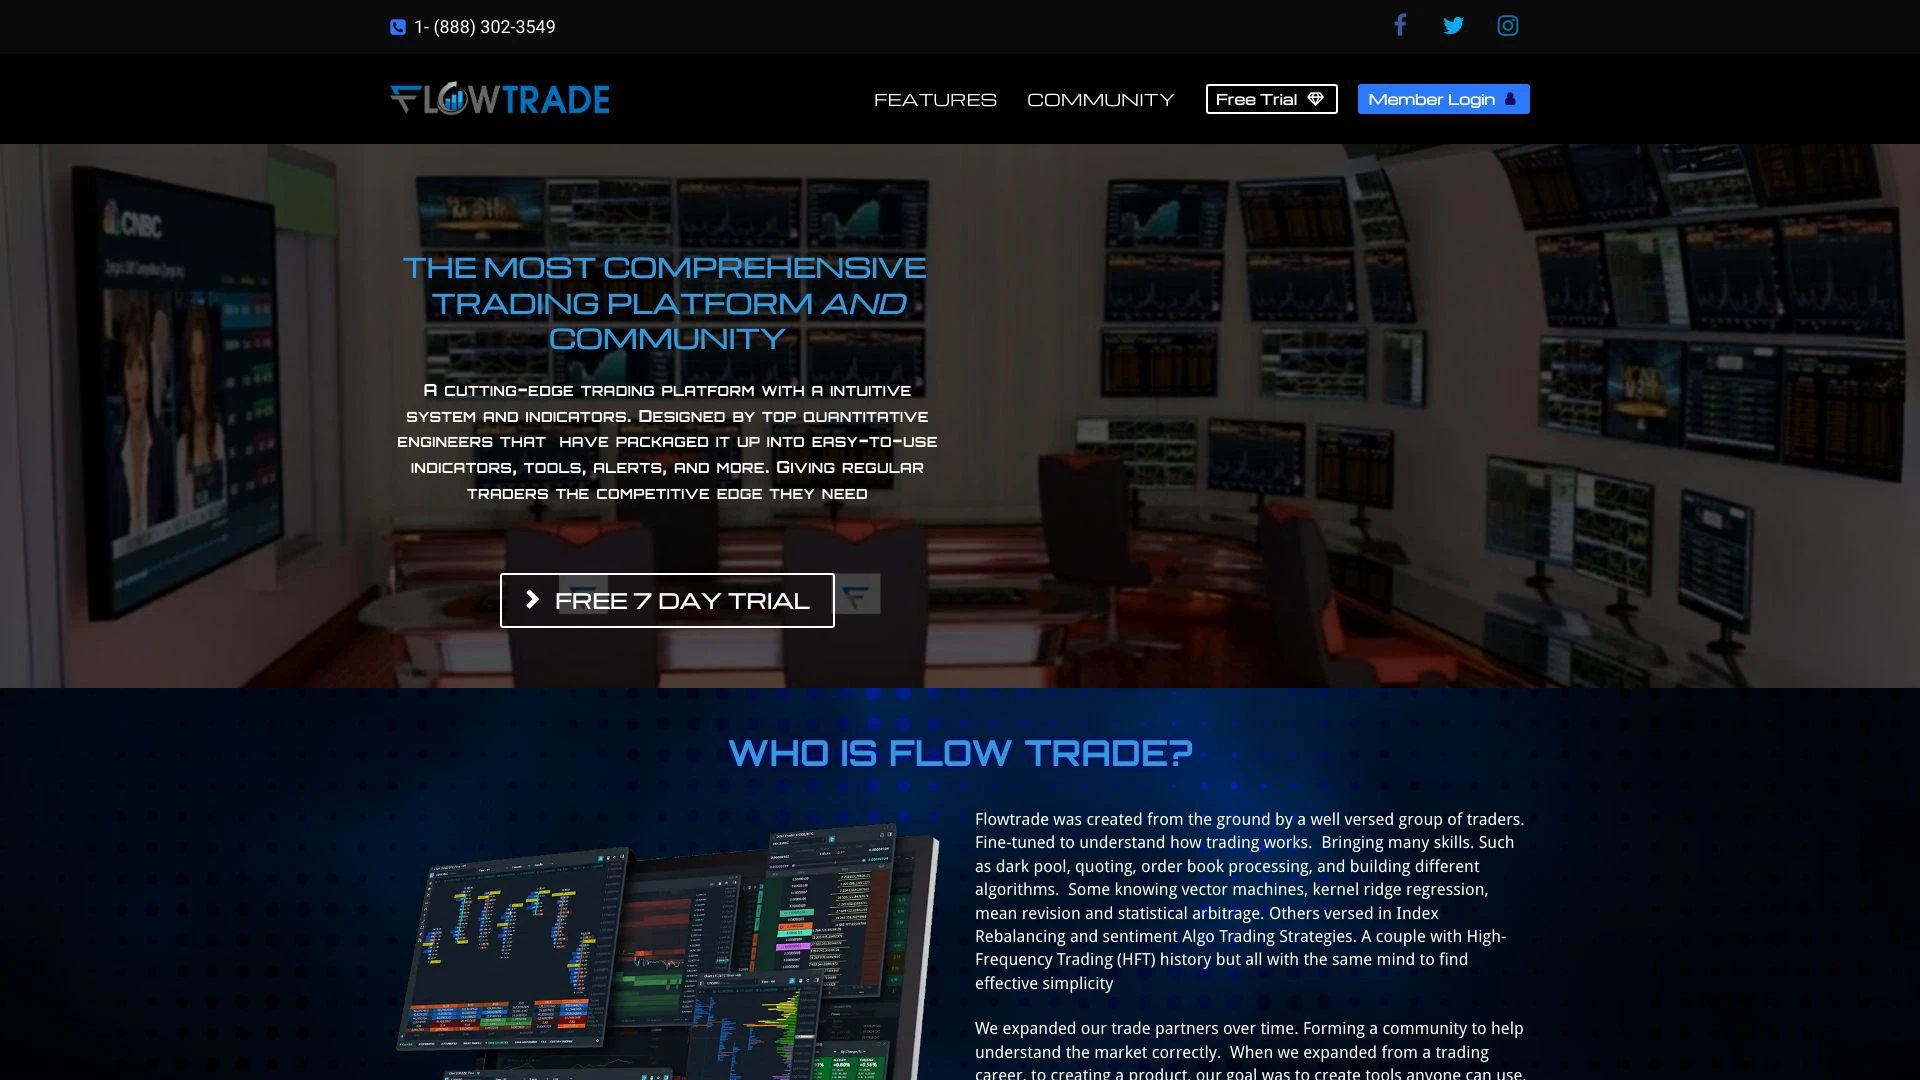 1- (888) 302-3549
FLOWTRADE
FEATURES
COMMUNITY
Free Trial
Member Login
CNBC
THE MOST COMPREHENSIVE
TRADING PLATFORM AND
COMMUNITY
A cutting-edge trading platform with a intuitive
system and indicators. Designed by top quantitative
engineers that have packaged it up into easy-to-use
indicators, tools, alerts, and more. Giving regular
traders the competitive edge they need
FREE 7 DAY TRIAL
WHO IS FLOW TRADE?
Flowtrade was created from the ground by a well versed group of traders.
Fine-tuned to understand how trading works. Bringing many skills. Such
as dark pool, quoting, order book processing, and building different
algorithms. Some knowing vector machines, kernel ridge regression,
mean revision and statistical arbitrage. Others versed in Index
Rebalancing and sentiment Algo Trading Strategies. A couple with High-
Frequency Trading (HFT) history but all with the same mind to find
effective simplicity
We expanded our trade partners over time. Forming a community to help
understand the market correctly. When we expanded from a trading
career, to creating a product, our goal was to create tools anyone can use.